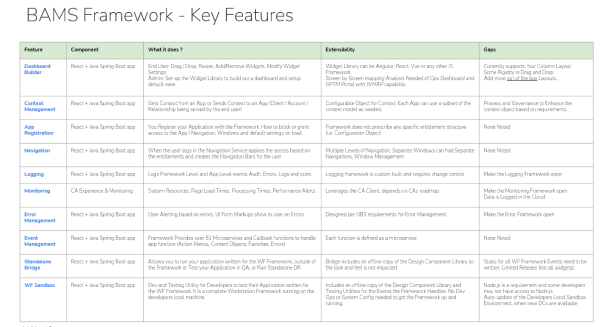 BAMS Framework - Key Features
Feature
Component
What it does ?
Extensibility
Gaps
Dashboard
Builder
React + Java Spring Boot app
End User: Drag / Drop, Resize, Add/Remove Widgets, Modify Widget
Settings
Admin: Set-up the Widget Library to build out a dashboard and setup
default view
Widget Library can be Angular, React, Vue or any other JS
Framework
Screen by Screen mapping Analysis Needed of Ops Dashboard and
GPTM Portal with WMAP capability.
Currently supports, four Column Layout.
Some Rigidity in Drag and Drop
Add more out of the box Layouts.
Context
Management
React + Java Spring Boot app
Gets Context from an App or Sends Context to an App (Client / Account /
Relationship being served by the end user)
Configurable Object for Context. Each App can use a subset of the
context model as needed.
Process and Governance to Enhance the
context object based on requirements.
App
Registration
React + Java Spring Boot app
You Register your Application with the Framework. How to block or grant
access to the App / Navigation, Windows and default settings on load.
Framework does not describe any specific entitlement structure
(i.e. Configuration Object)
None Noted
Navigation
React + Java Spring Boot app
When the user logs in the Navigation Service applies the access based on
the entitlements and creates the Navigation Bars for the user
Multiple Levels of Navigation, Separate Windows can had Separate
Navigations, Window Management
None Noted
Logging
React + Java Spring Boot app
Logs Framework Level and App Level events Audit, Errors, Logs end point
Logging framework is custom built and requires change control
Make the Logging Framework open
Monitoring
CA Experience & Monitoring
System Resources, Page Load Times, Processing Times, Performance Alerts
Leverages the CA Client, depends on CAs roadmap
Make the Monitoring Framework open
Data is Logged in the Cloud
Error
Management
React + Java Spring Boot app
User Alerting based on errors, UI Form Markups show to user on Errors
Designed per UBS requirements for Error Management
Make the Error Framework open
Event
Management
React + Java Spring Boot app
Framework Provides over 51 Microservices and Callback functions to handle
app function (Action Menus, Context Objects, Favorites, Errors)
Each function is defined as a microservice
None Noted
Standalone
Bridge
React + Java Spring Boot app
Allows you to run your application written for the WF Framework, outside of
the Framework or Test your Application in QA, or Run Standalone DR
Bridge includes an offline copy of the Design Component Library so
the look and feel is not impacted
Stubs for all WF Framework Events need to be
written. Limited Release (not all widgets).
WF Sandbox
React + Java Spring Boot app
Dev and Testing Utility for Developers to test their Application written for
the WF Framework. It is a complete Workstation Framework running on the
developers local machine.
Includes an offline copy of the Design Component Library and
Testing Utilities for the Events the Framework Handles. No Dev
Ops or System Config needed to get the Framework up and
running.
Node.js is a requirement and some developers
may not have access to Node.js
Auto-update of the Developers Local Sandbox
Environment, when new DCs are available